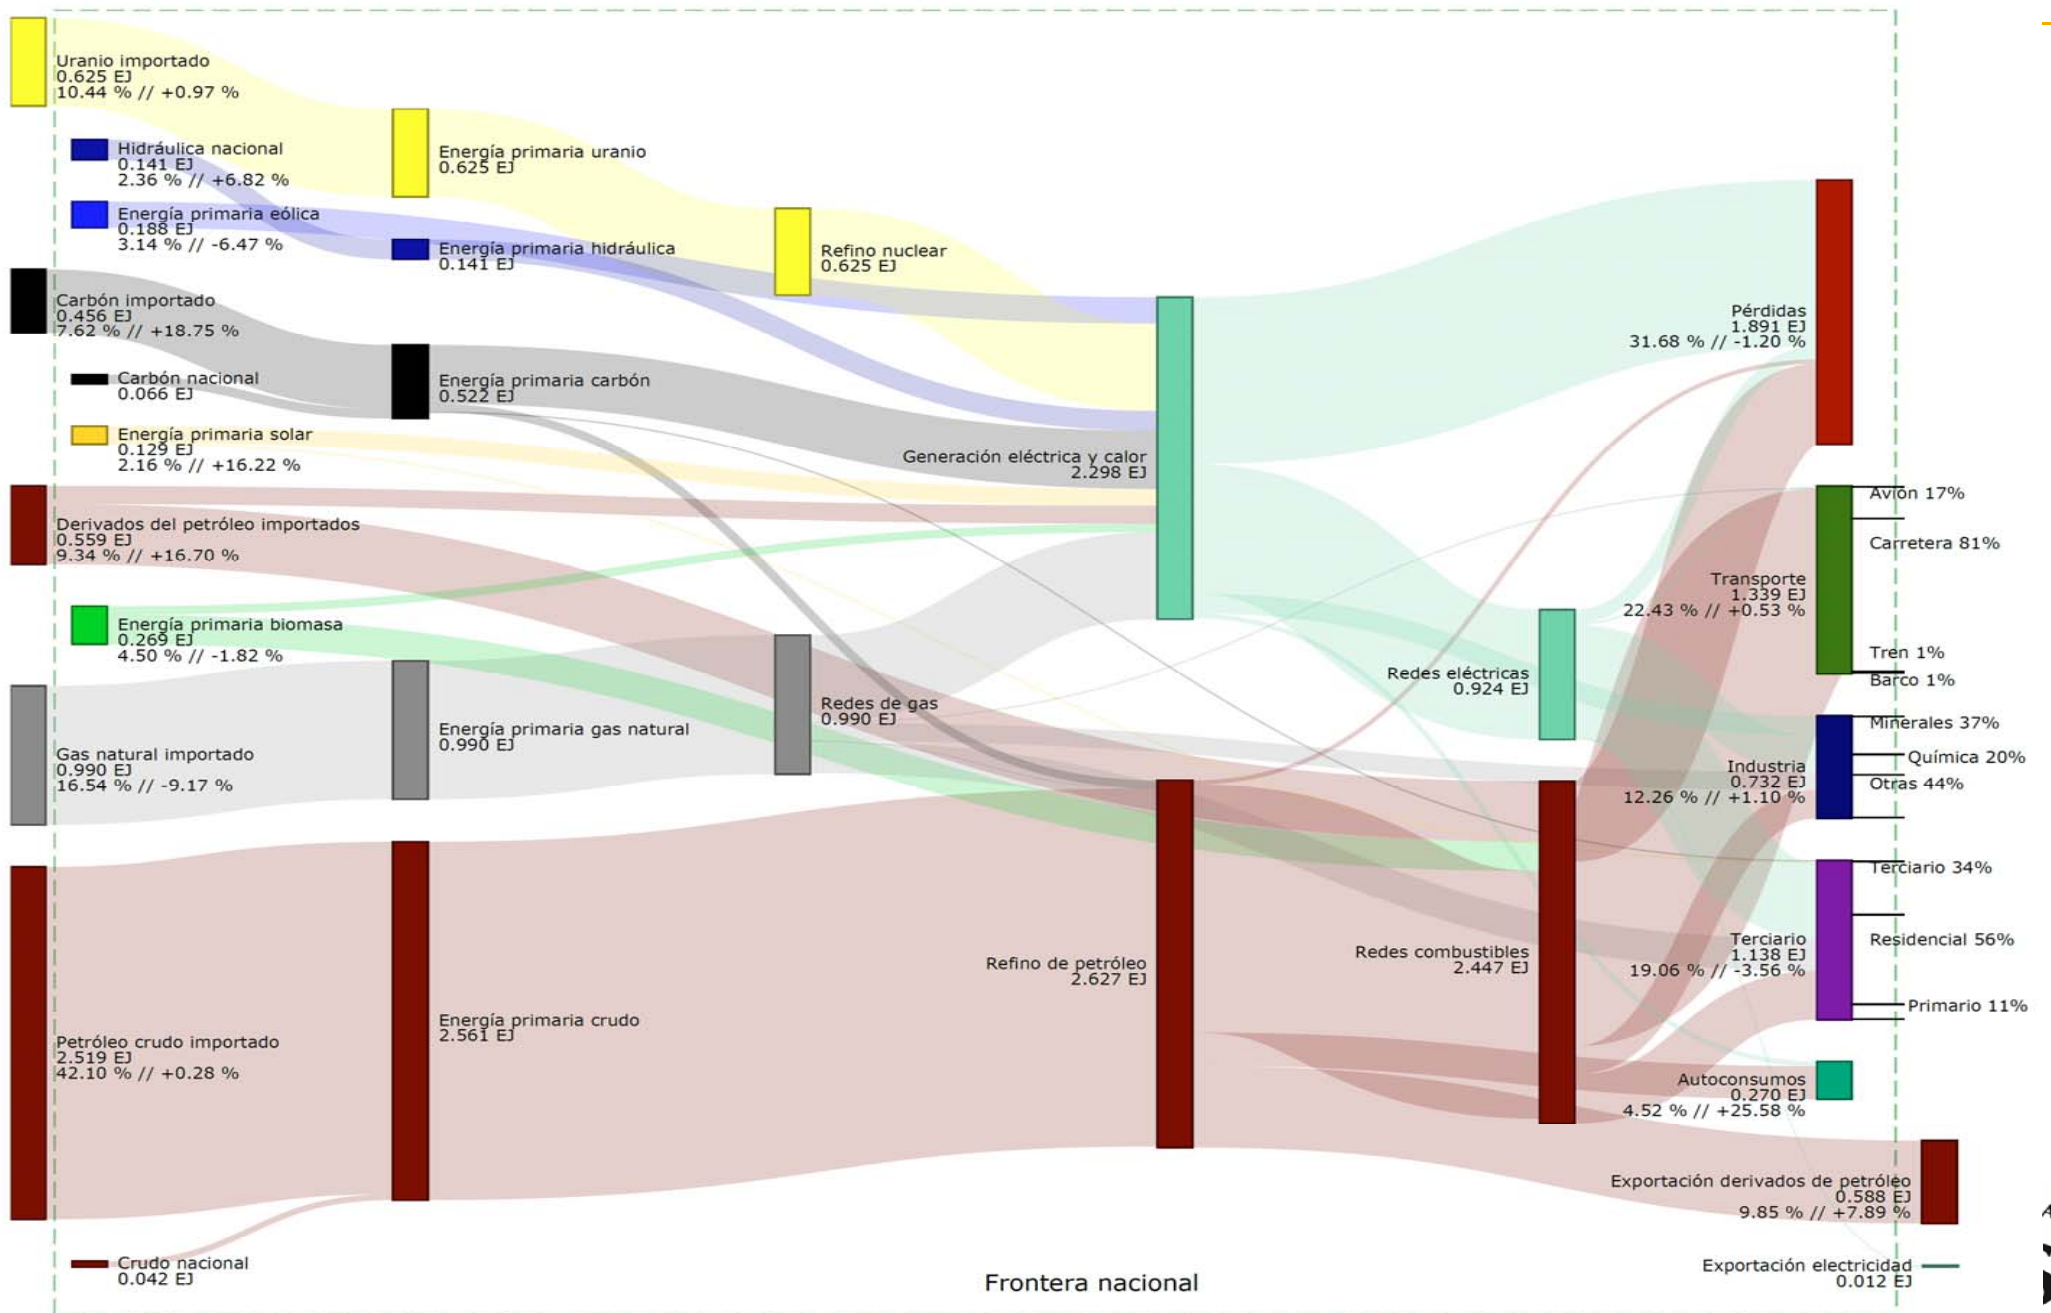 Uranio importado
0.625 EJ
10.44 % // +0.97 %
Hidráulica nacional
0.141 EJ
2.36 % // +6.82 %
Energía primaria eólica
0.188 EJ
3.14 % // -6.47 %
Carbón importado
0.456 EJ
7.62 % // +18.75 %
Carbón nacional
0.066 EJ
Energía primaria solar
0.129 EJ
2.16 % // +16.22 %
Derivados del petróleo importados
0.559 EJ
9.34 % // +16.70 %
Energía primaria biomasa
0.269 EJ
4.50 % // -1.82 %
Gas natural importado
0.990 EJ
16.54 % // -9.17 %
Petróleo crudo importado
2.519 EJ
42.10 % // +0.28 %
Crudo nacional
0.042 EJ
Energía primaria uranio
0.625 EJ
Energía primaria hidráulica
0.141 EJ
Energía primaria carbón
0.522 EJ
Energía primaria gas natural
0.990 EJ
Energía primaria crudo
2.561 EJ
Refino nuclear
0.625 EJ
Redes de gas
0.990 EJ
Generación eléctrica y calor
2.298 EJ
Refino de petróleo
2.627 EJ
Redes eléctricas
0.924 EJ
Redes combustibles
2.447 EJ
Pérdidas
1.891 EJ
31.68 % // -1.20 %
Transporte
1.339 EJ
22.43 % // +0.53 %
Avión 17%
Carretera 81%
Tren 1%
Barco 1%
Industria
0.732 EJ
12.26 % // +1.10 %
Minerales 37%
Química 20%
Otras 44%
Terciario
1.138 EJ
19.06 % // -3.56 %
Terciario 34%
Residencial 56%
Primario 11%
Autoconsumos
0.270 EJ
4.52 % // +25.58 %
Exportación derivados de petróleo
0.588 EJ
9.85 % // +7.89 %
Exportación electricidad
0.012 EJ
Frontera nacional